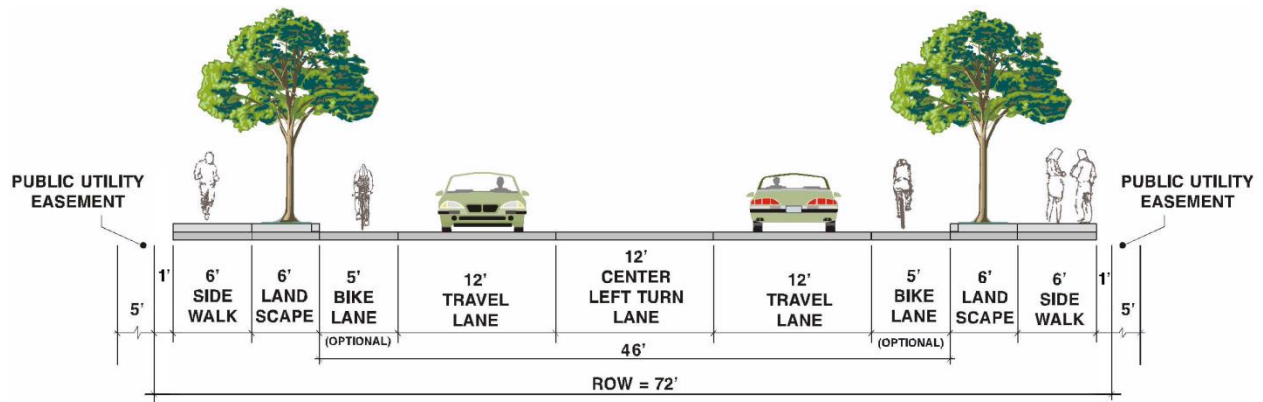 PUBLIC UTILITY
EASEMENT
PUBLIC UTILITY
EASEMENT
5'
1'
6'
SIDE
WALK
6'
LAND
SCAPE
5'
BIKE
LANE
(OPTIONAL)
12'
TRAVEL
LANE
12'
CENTER
LEFT TURN
LANE
12'
TRAVEL
LANE
5'
BIKE
LANE
(OPTIONAL)
6'
LAND
SCAPE
6'
SIDE
WALK
1'
5'
46'
ROW = 72'